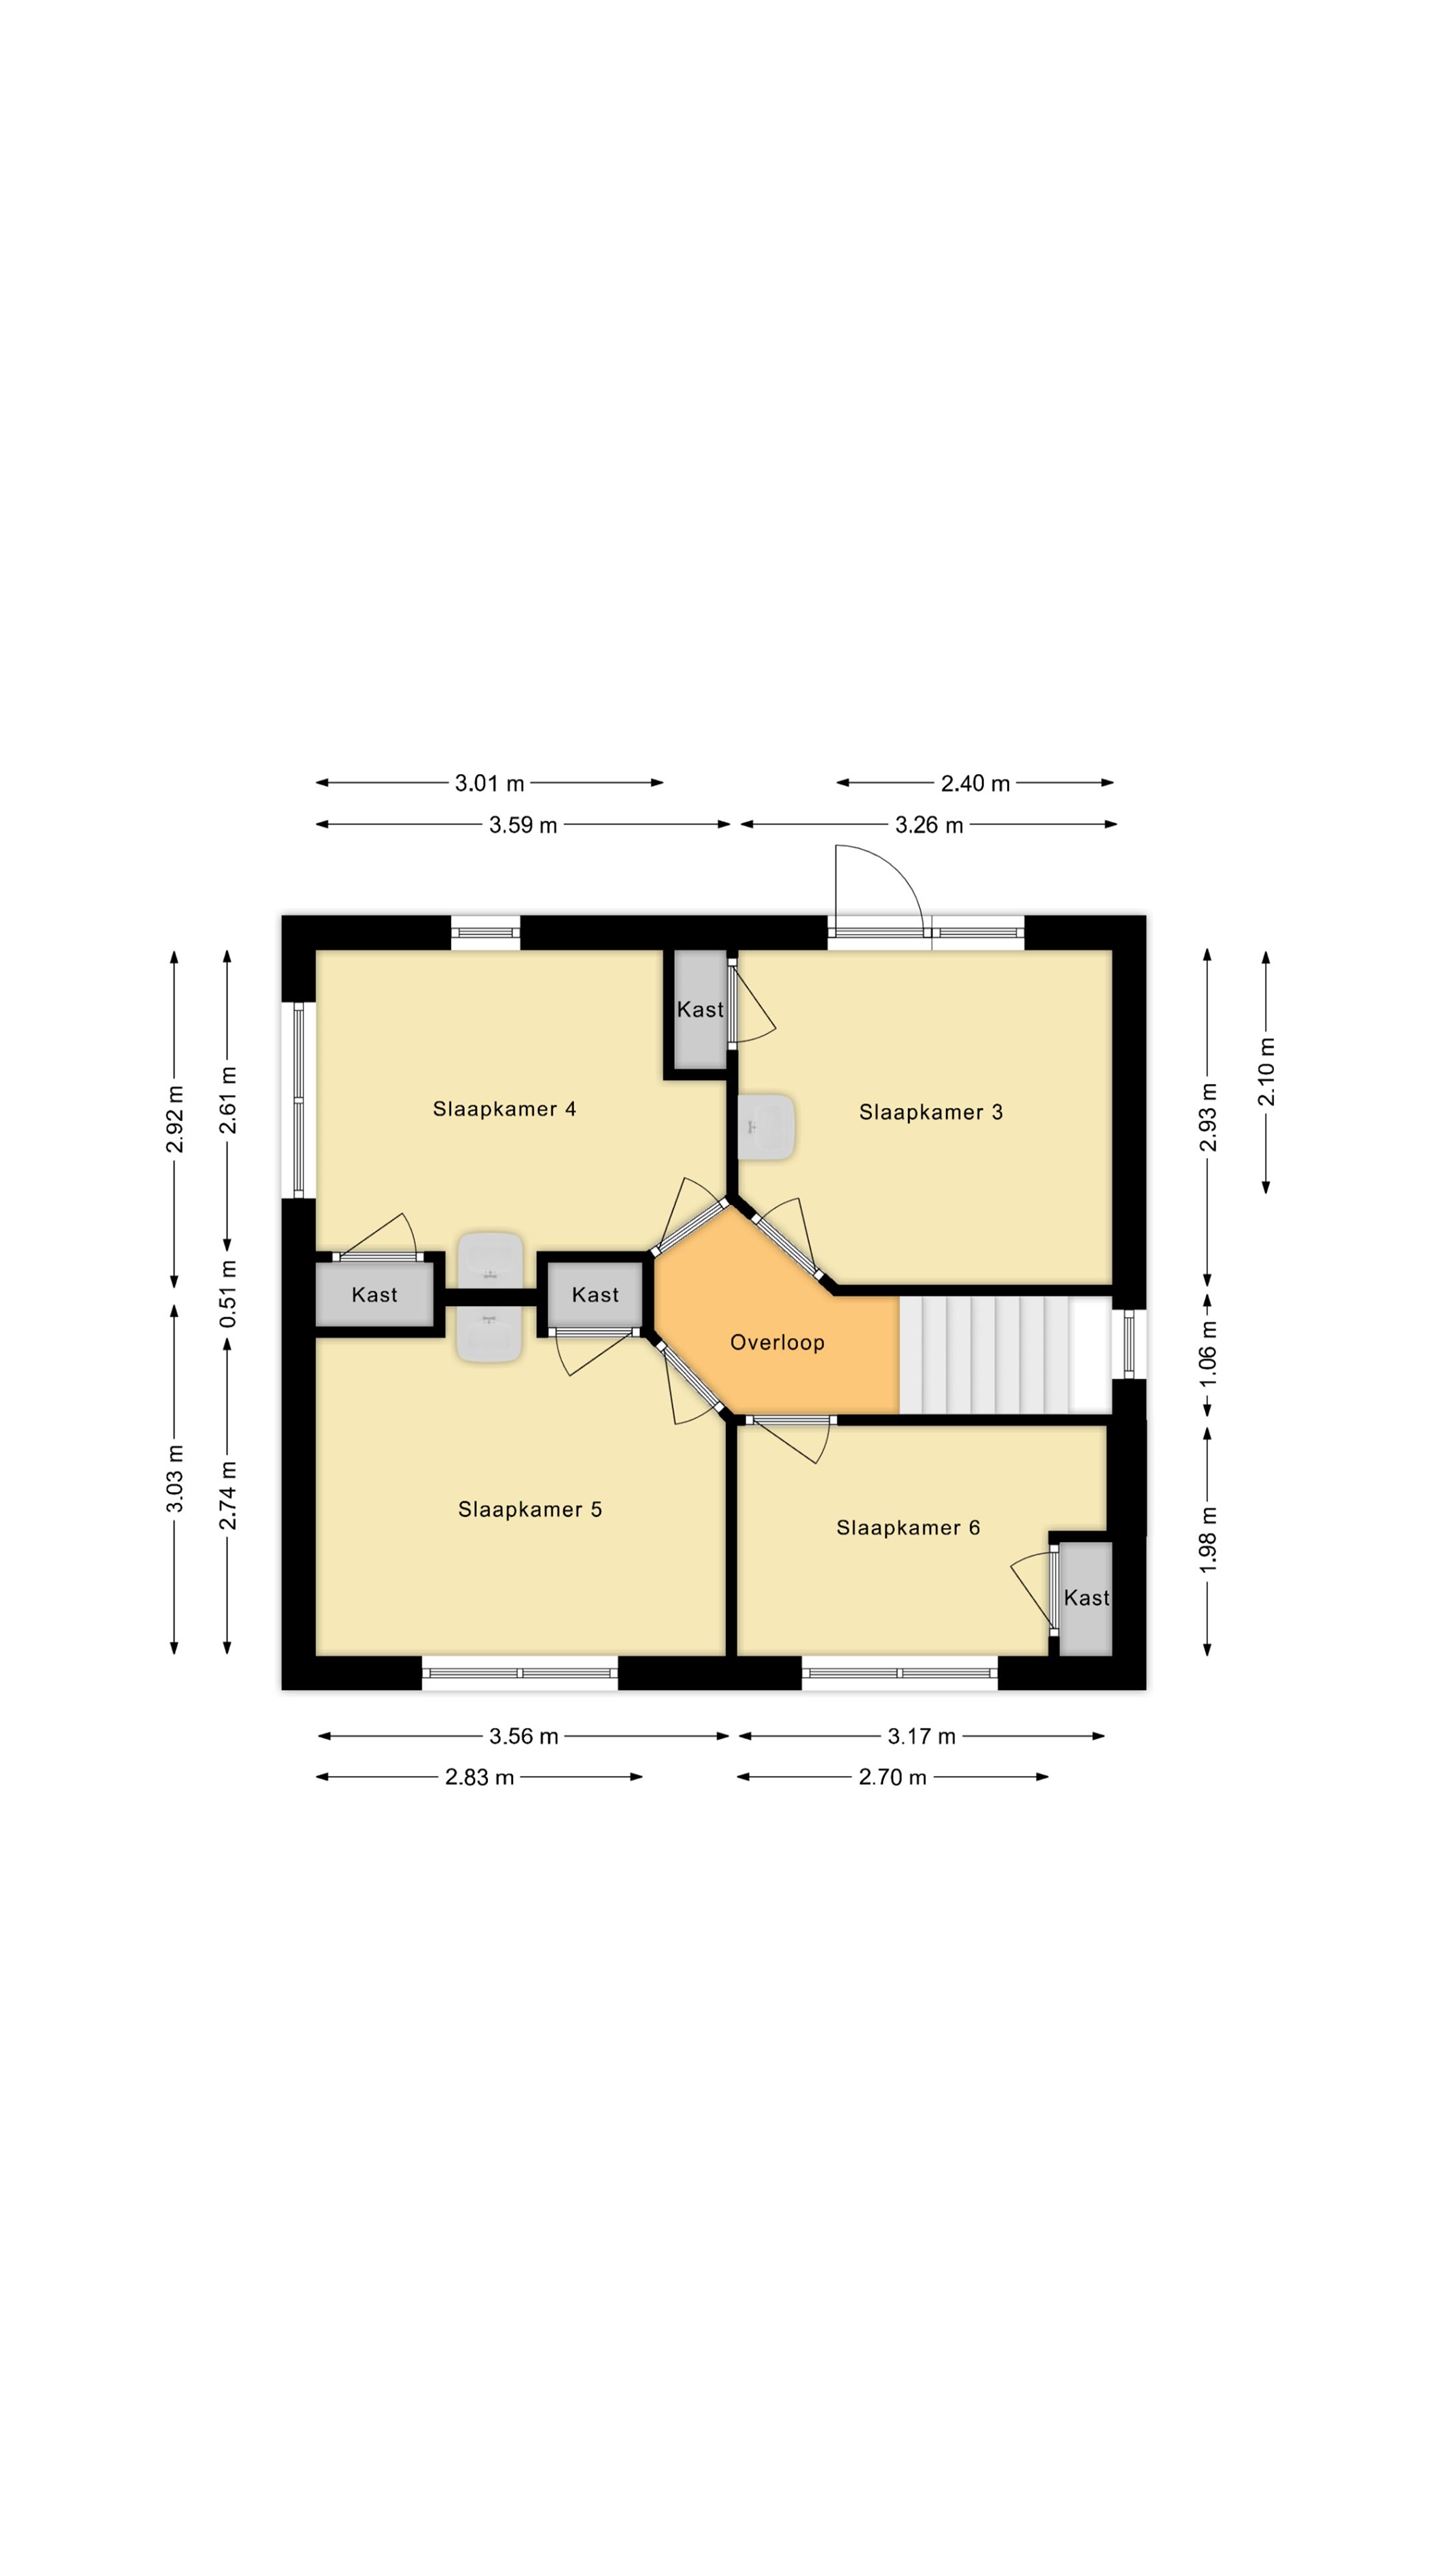 3.01 m
2.40 m
3.59 m
3.26 m
Kast
Slaapkamer 4
Slaapkamer 3
2.92 m
2.61 m
2.93 m
2.10 m
Kast
Kast
0.51 m
Overloop
1.06 m
3.03 m
2.74 m
Slaapkamer 5
Slaapkamer 6
1.98 m
Kast
3.56 m
3.17 m
2.83 m
2.70 m